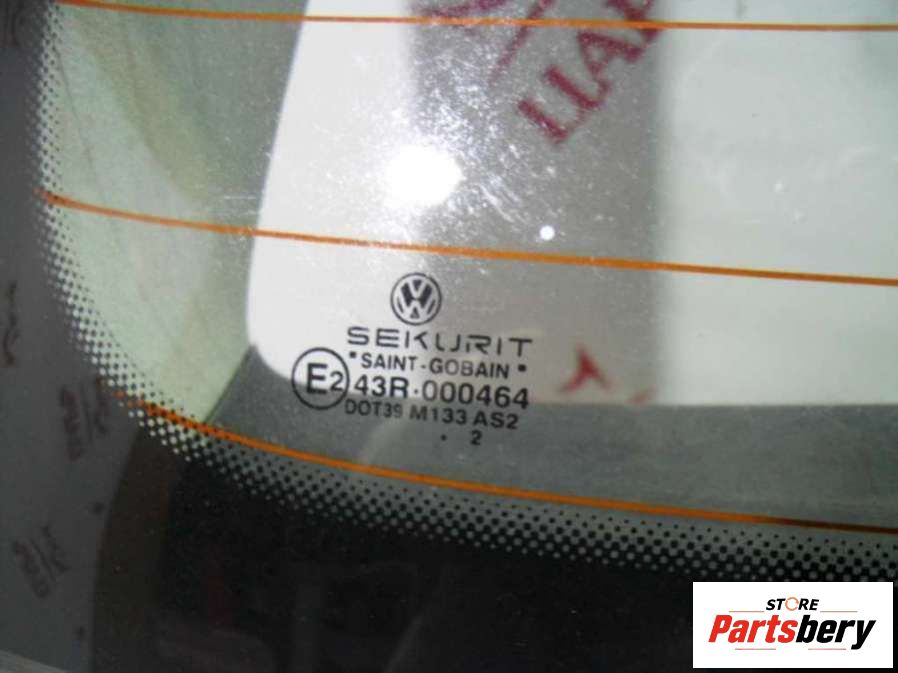 SEKURIT
"SAINT-GOBAIN"
E2 43R·000464
DOT39 M133 AS2
. 2
STORE
Partsbery